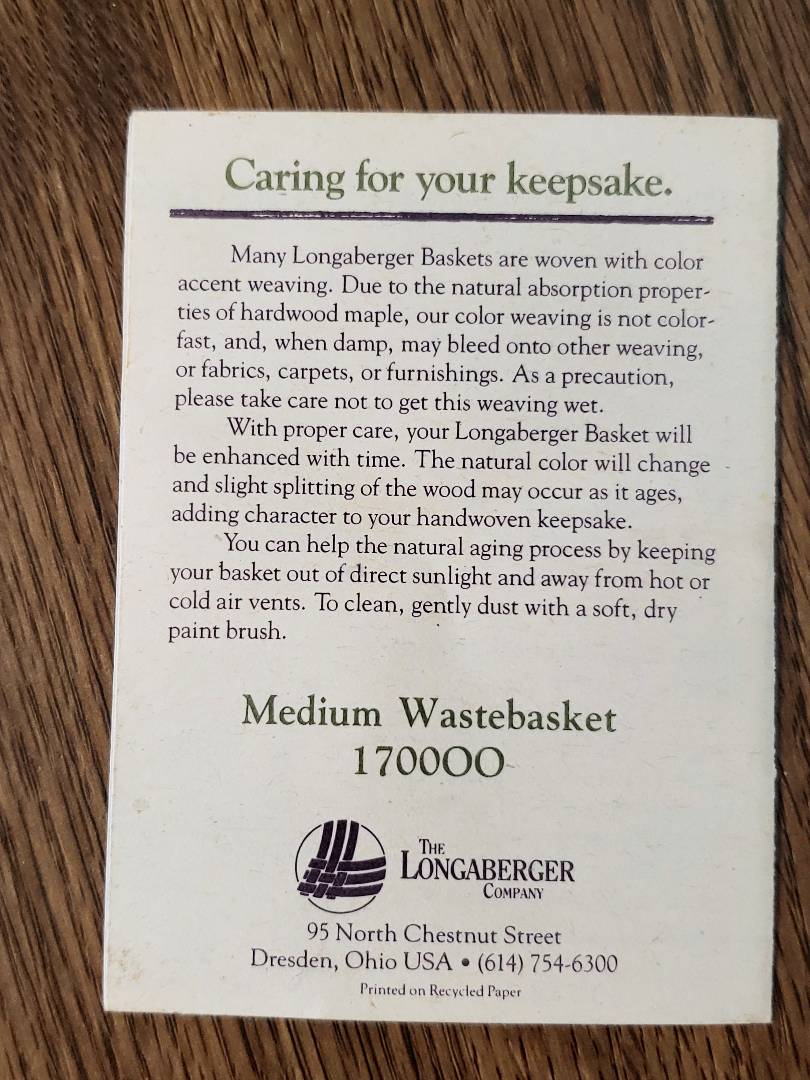 Caring for your keepsake.
Many Longaberger Baskets are woven with color
accent weaving. Due to the natural absorption proper-
ties of hardwood maple, our color weaving is not color-
fast, and, when damp, may bleed onto other weaving,
or fabrics, carpets, or furnishings. As a precaution,
please take care not to get this weaving wet.
With proper care, your Longaberger Basket will
be enhanced with time. The natural color will change
and slight splitting of the wood may occur as it ages,
adding character to your handwoven keepsake.
You can help the natural aging process by keeping
your basket out of direct sunlight and away from hot or
cold air vents. To clean, gently dust with a soft, dry
paint brush.
Medium Wastebasket
17000OO
THE
LONGABERGER
COMPANY
95 North Chestnut Street
Dresden, Ohio USA • (614) 754-6300
Printed on Recycled Paper